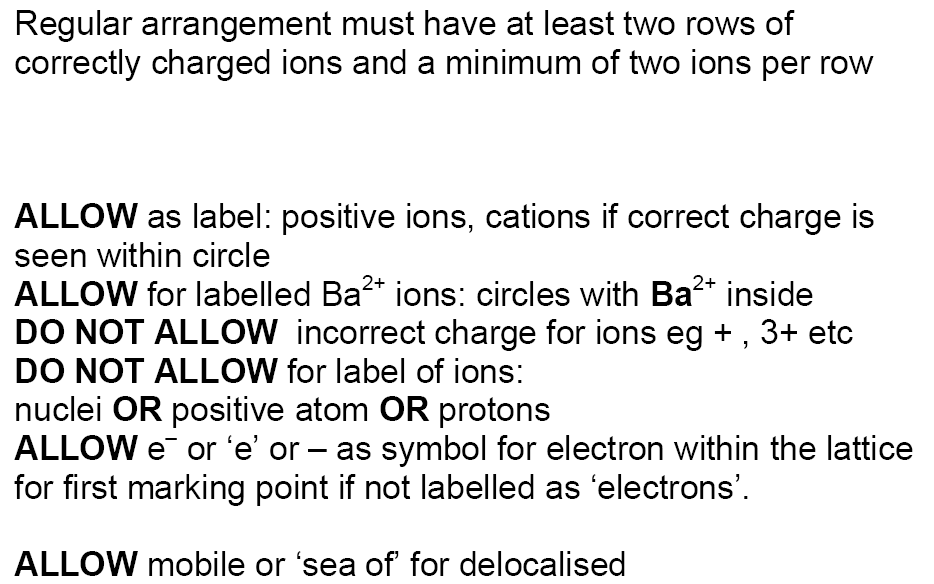 Regular arrangement must have at least two rows of
correctly charged ions and a minimum of two ions per row
ALLOW as label: positive ions, cations if correct charge is
seen within circle
ALLOW for labelled Ba²⁺ ions: circles with Ba²⁺ inside
DO NOT ALLOW incorrect charge for ions eg + , 3+ etc
DO NOT ALLOW for label of ions:
nuclei OR positive atom OR protons
ALLOW e⁻ or ‘e’ or – as symbol for electron within the lattice
for first marking point if not labelled as ‘electrons’.
ALLOW mobile or ‘sea of’ for delocalised